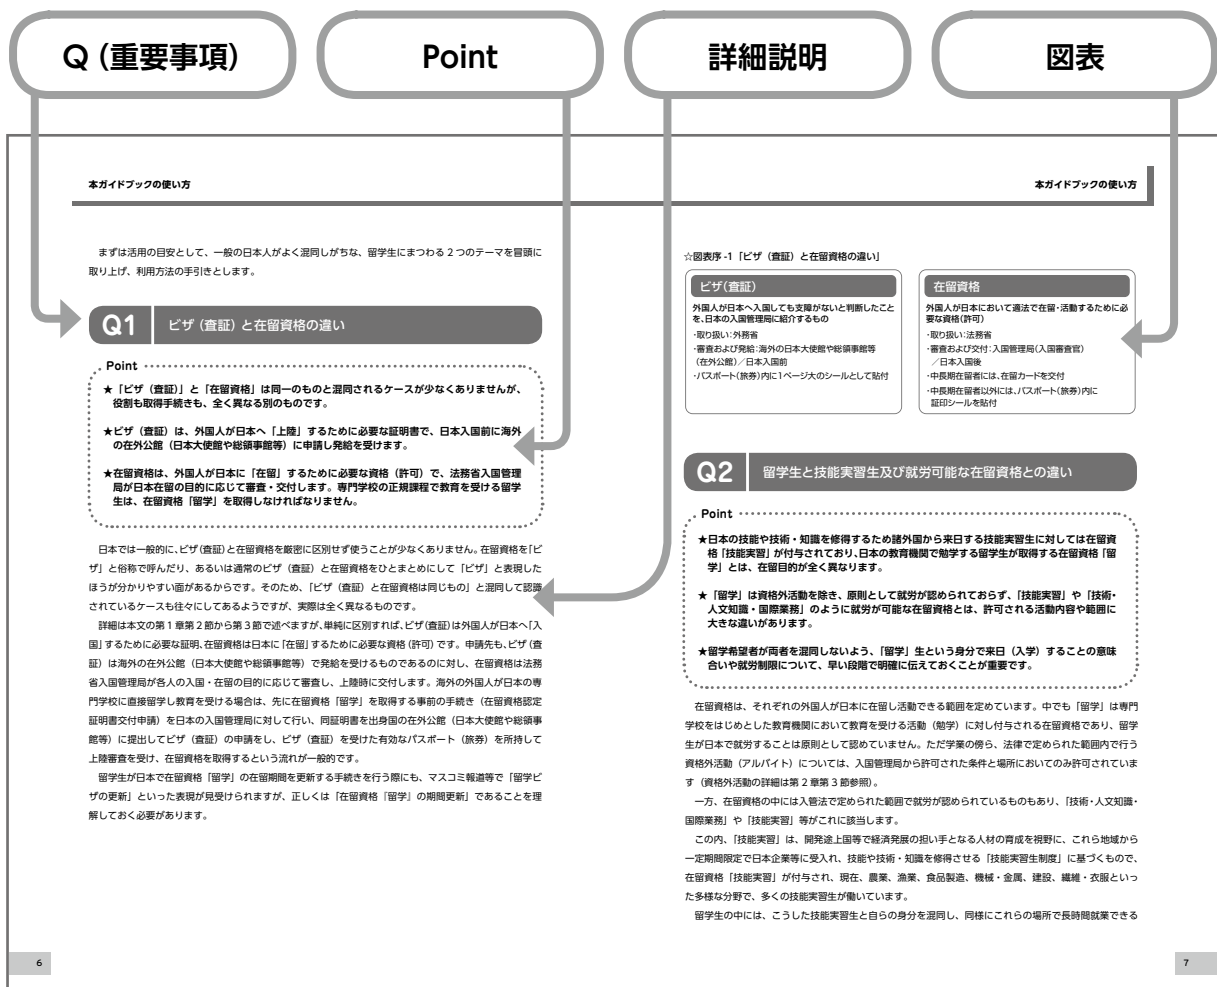 Q（重要事項）
Point
詳細説明
図表
本ガイドブックの使い方
本ガイドブックの使い方
まずは活用の目安として、一般の日本人がよく混同しがちな、留学生にまつわる 2 つのテーマを冒頭に
取り上げ、利用方法の手引きとします。
Q1 ビザ（査証）と在留資格の違い
Point
★「ビザ（査証）」と「在留資格」は同一のものと混同されるケースが少なくありませんが、
役割も取得手続きも、全く異なる別のものです。
★ビザ（査証）は、外国人が日本へ「上陸」するために必要な証明書で、日本入国前に海外
の在外公館（日本大使館や総領事館等）に申請し発給を受けます。
★在留資格は、外国人が日本に「在留」するために必要な資格（許可）で、法務省入国管理
局が日本在留の目的に応じて審査・交付します。専門学校の正規課程で教育を受ける留学
生は、在留資格「留学」を取得しなければなりません。
日本では一般的に、ビザ（査証）と在留資格を厳密に区別せず使うことが少なくありません。在留資格を「ビ
ザ」と俗称で呼んだり、あるいは通常のビザ（査証）と在留資格をひとまとめにして「ビザ」と表現した
ほうが分かりやすい面があるからです。そのため、「ビザ（査証）と在留資格は同じもの」と混同して認識
されているケースも往々にしてあるようですが、実際は全く異なるものです。
詳細は本文の第 1 章第 2 節から第 3 節で述べますが、単純に区別すれば、ビザ（査証）は外国人が日本へ「入
国」するために必要な証明、在留資格は日本に「在留」するために必要な資格（許可）です。申請先も、ビザ（査
証）は海外の在外公館（日本大使館や総領事館等）で発給を受けるものであるのに対し、在留資格は法務
省入国管理局が各人の入国・在留の目的に応じて審査し、上陸時に交付します。海外の外国人が日本の専
門学校に直接留学し教育を受ける場合は、先に在留資格「留学」を取得する事前の手続き（在留資格認定
証明書交付申請）を日本の入国管理局に対して行い、同証明書を出身国の在外公館（日本大使館や総領事
館等）に提出してビザ（査証）の申請をし、ビザ（査証）を受けた有効なパスポート（旅券）を所持して
上陸審査を受け、在留資格を取得するという流れが一般的です。
留学生が日本で在留資格「留学」の在留期間を更新する手続きを行う際にも、マスコミ報道等で「留学ビ
ザの更新」といった表現が見受けられますが、正しくは「在留資格『留学』の期間更新」であることを理
解しておく必要があります。
6
☆図表序 -1「ビザ（査証）と在留資格の違い」
ビザ（査証）
外国人が日本へ入国しても支障がないと判断したこと
を、日本の入国管理局に紹介するもの
・取り扱い：外務省
・審査および発給：海外の日本大使館や総領事館等
（在外公館）／日本入国前
・パスポート（旅券）内に1ページ大のシールとして貼付
在留資格
外国人が日本において適法で在留・活動するために必
要な資格（許可）
・取り扱い：法務省
・審査および交付：入国管理局（入国審査官）
／日本入国後
・中長期在留者には、在留カードを交付
・中長期在留者以外には、パスポート（旅券）内に
証印シールを貼付
Q2 留学生と技能実習生及び就労可能な在留資格との違い
Point
★日本の技能や技術・知識を修得するため諸外国から来日する技能実習生に対しては在留資
格「技能実習」が付与されており、日本の教育機関で勉学する留学生が取得する在留資格「留
学」とは、在留目的が全く異なります。
★「留学」は資格外活動を除き、原則として就労が認められておらず、「技能実習」や「技術・
人文知識・国際業務」のように就労が可能な在留資格とは、許可される活動内容や範囲に
大きな違いがあります。
★留学希望者が両者を混同しないよう、「留学」生という身分で来日（入学）することの意味
合いや就労制限について、早い段階で明確に伝えておくことが重要です。
在留資格は、それぞれの外国人が日本に在留し活動できる範囲を定めています。中でも「留学」は専門
学校をはじめとした教育機関において教育を受ける活動（勉学）に対し付与される在留資格であり、留学
生が日本で就労することは原則として認めていません。ただ学業の傍ら、法律で定められた範囲内で行う
資格外活動（アルバイト）については、入国管理局から許可された条件と場所においてのみ許可されていま
す（資格外活動の詳細は第 2 章第 3 節参照）。
一方、在留資格の中には入管法で定められた範囲で就労が認められているものもあり、「技術・人文知識・
国際業務」や「技能実習」等がこれに該当します。
この内、「技能実習」は、開発途上国等で経済発展の担い手となる人材の育成を視野に、これら地域から
一定期間限定で日本企業等に受入れ、技能や技術・知識を修得させる「技能実習生制度」に基づくもので、
在留資格「技能実習」が付与され、現在、農業、漁業、食品製造、機械・金属、建設、繊維・衣服といっ
た多様な分野で、多くの技能実習生が働いています。
留学生の中には、こうした技能実習生と自らの身分を混同し、同様にこれらの場所で長時間就業できる
7